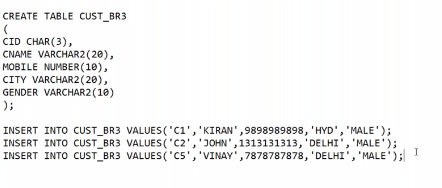 CREATE TABLE CUST_BR3
(
CID CHAR(3),
CNAME VARCHAR2(20),
MOBILE NUMBER(10),
CITY VARCHAR2(20),
GENDER VARCHAR2(10)
);
INSERT INTO CUST_BR3 VALUES('C1','KIRAN',9898989898,'HYD','MALE');
INSERT INTO CUST_BR3 VALUES('C2','JOHN',1313131313,'DELHI','MALE');
INSERT INTO CUST_BR3 VALUES('C5','VINAY',7878787878,'DELHI','MALE');